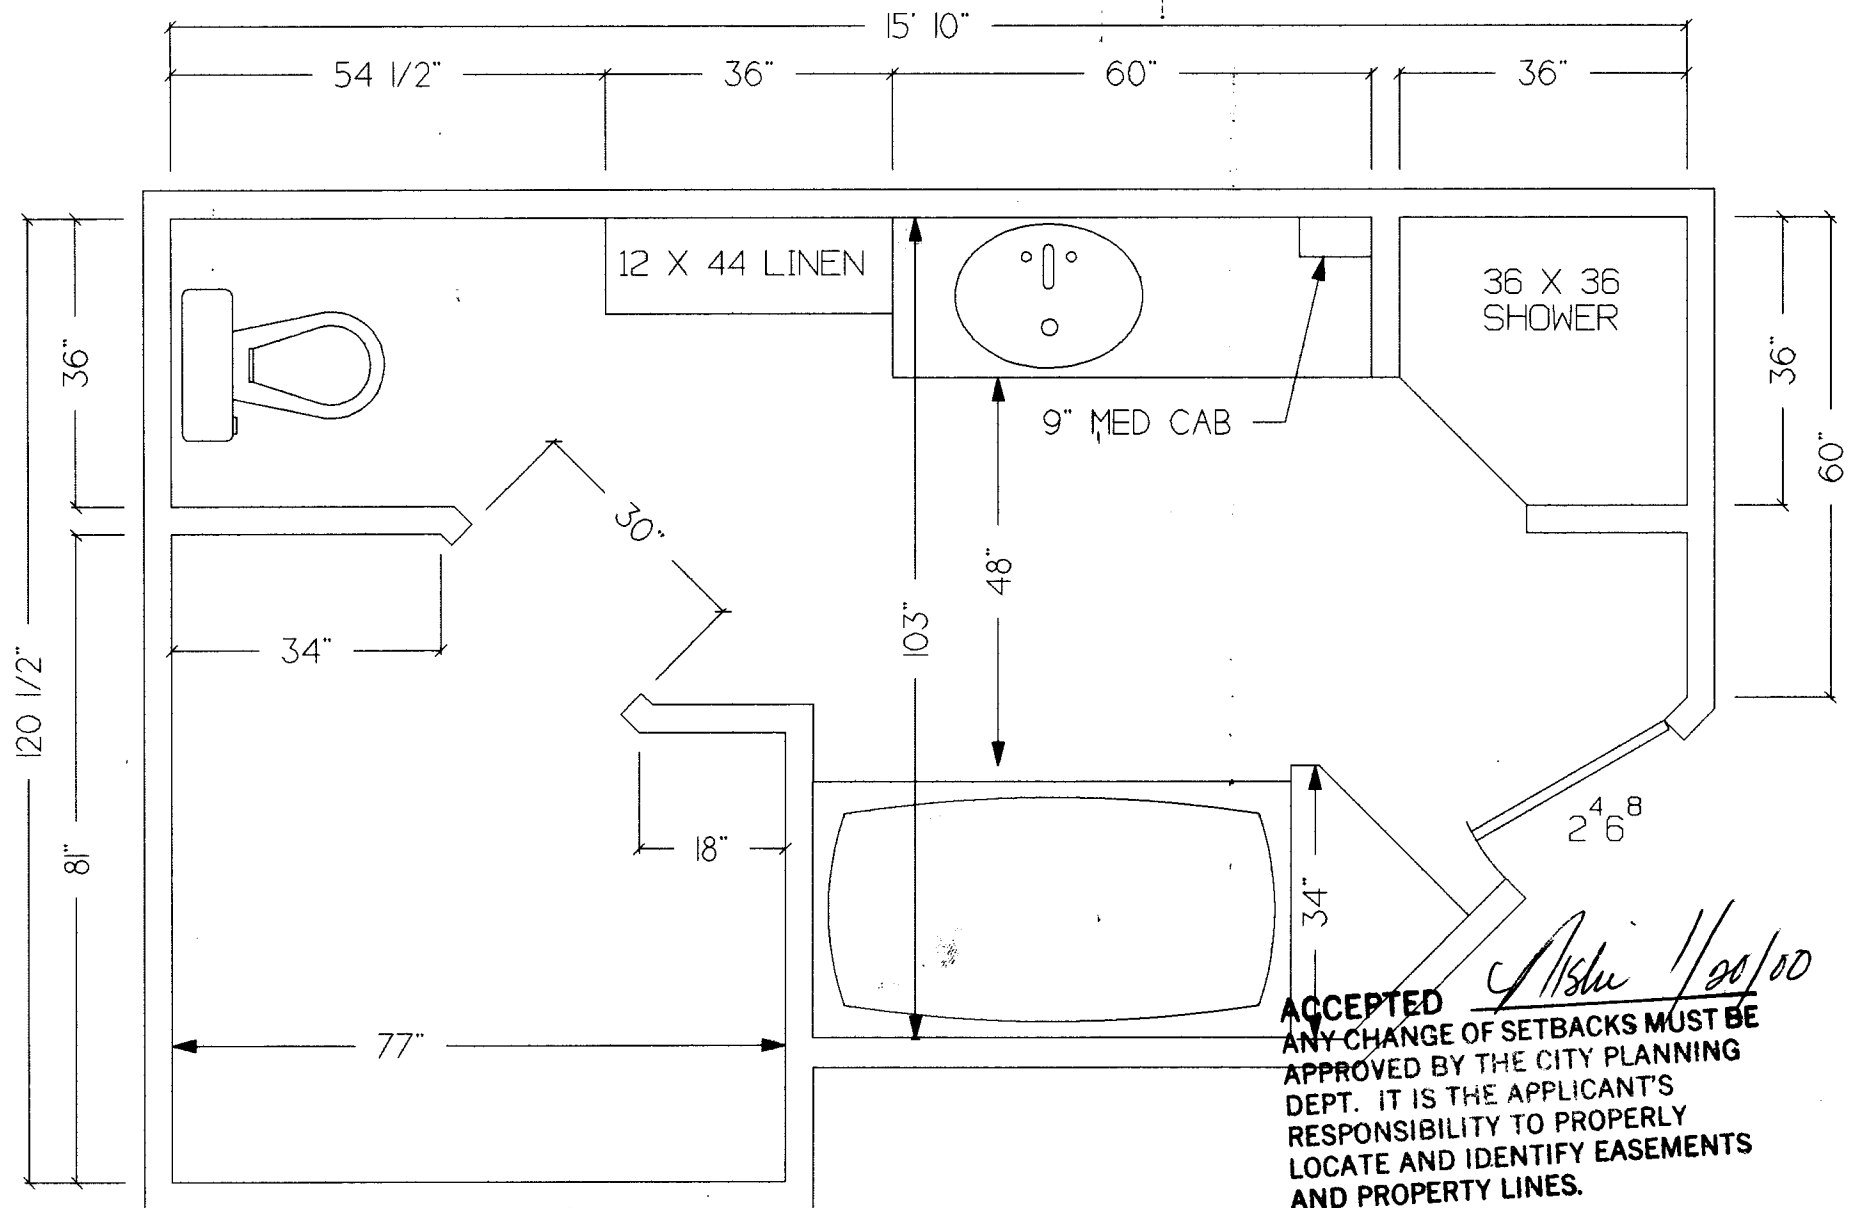 15' 10"
54 1/2"
36"
60"
36"
12 X 44 LINEN
36 X 36
SHOWER
36"
36"
60"
9" MED CAB
30"
48"
103"
34"
120 1/2"
81"
18"
2⁴6⁸
34"
77"
1/20/00
ACCEPTED
ANY CHANGE OF SETBACKS MUST BE
APPROVED BY THE CITY PLANNING
DEPT. IT IS THE APPLICANT'S
RESPONSIBILITY TO PROPERLY
LOCATE AND IDENTIFY EASEMENTS
AND PROPERTY LINES.